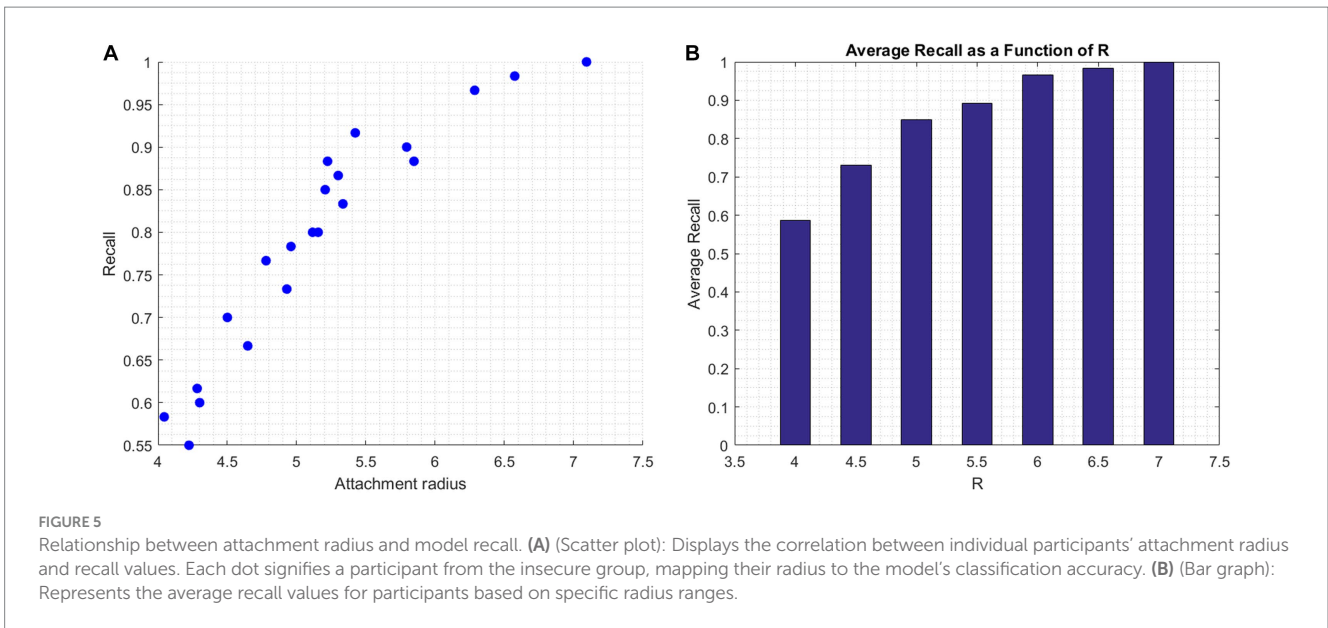 A
1
0.95
0.9
0.85
0.8
0.75
0.7
0.65
0.6
0.55
Recall
4 4.5 5 5.5 6 6.5 7 7.5
Attachment radius
B
Average Recall as a Function of R
1
0.9
0.8
0.7
0.6
0.5
0.4
0.3
0.2
0.1
0
Average Recall
3.5 4 4.5 5 5.5 6 6.5 7 7.5
R
FIGURE 5
Relationship between attachment radius and model recall. (A) (Scatter plot): Displays the correlation between individual participants’ attachment radius
and recall values. Each dot signifies a participant from the insecure group, mapping their radius to the model’s classification accuracy. (B) (Bar graph):
Represents the average recall values for participants based on specific radius ranges.